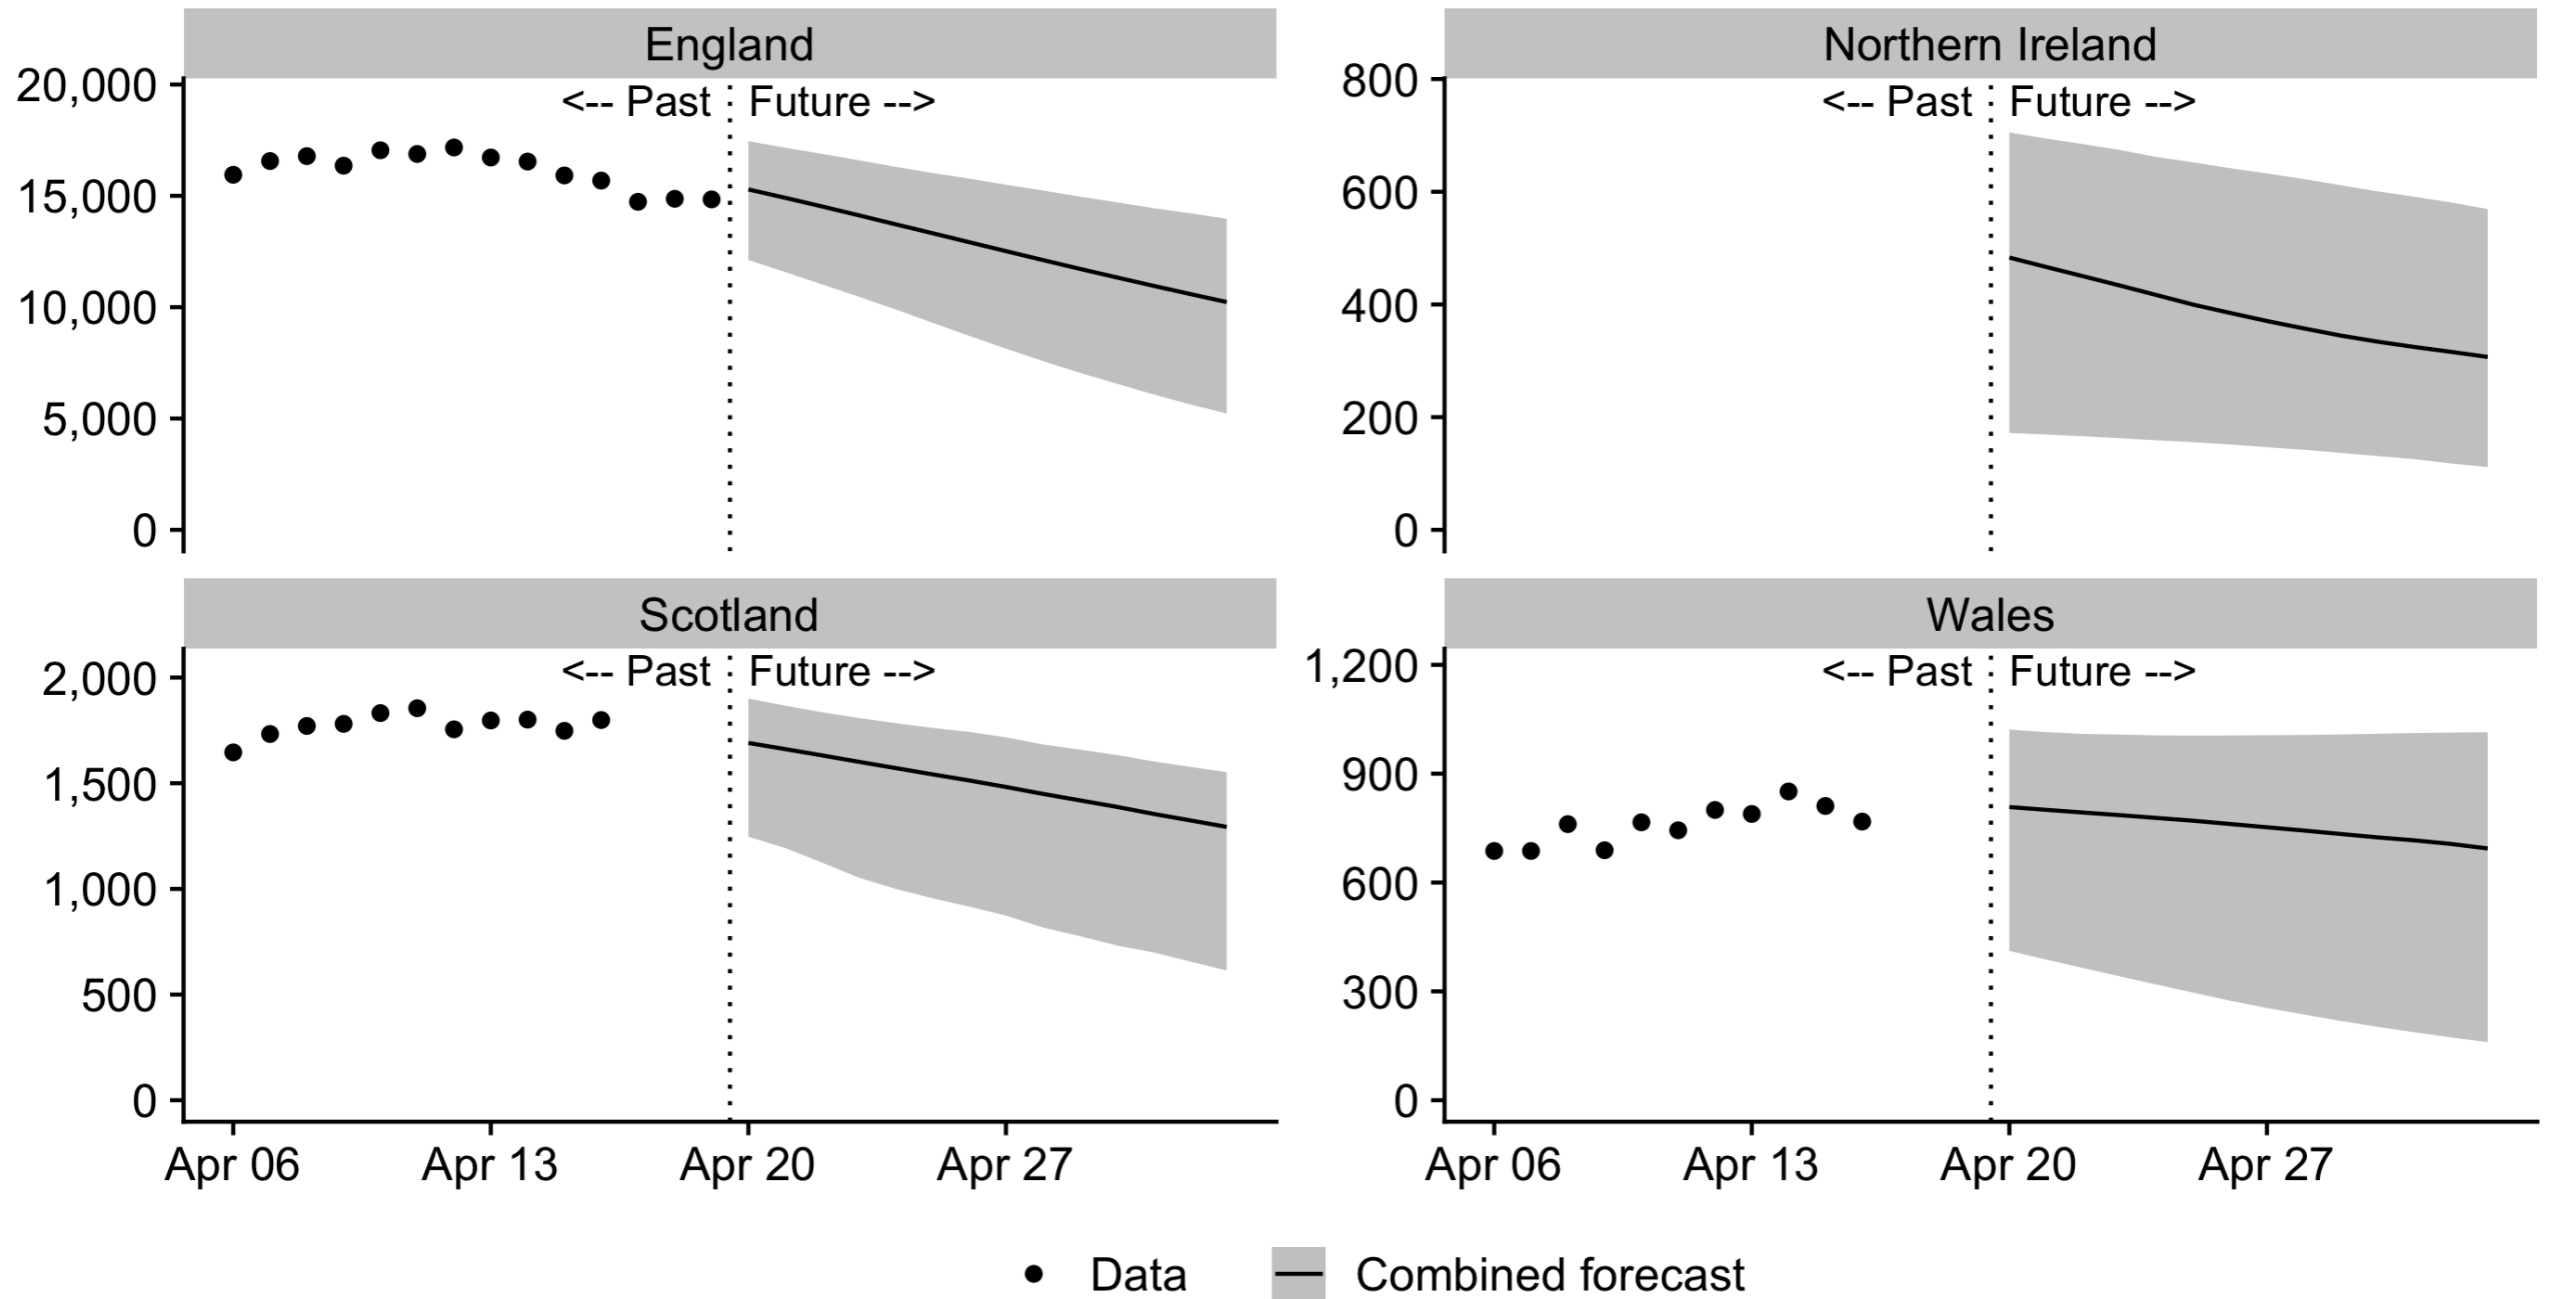 England
20,000
<-- Past Future -->
15,000
10,000
5,000
0
Northern Ireland
800
<-- Past Future -->
600
400
200
0
Scotland
2,000
<-- Past Future -->
1,500
1,000
500
0
Apr 06 Apr 13 Apr 20 Apr 27
Wales
1,200
<-- Past Future -->
900
600
300
0
Apr 06 Apr 13 Apr 20 Apr 27
Data Combined forecast